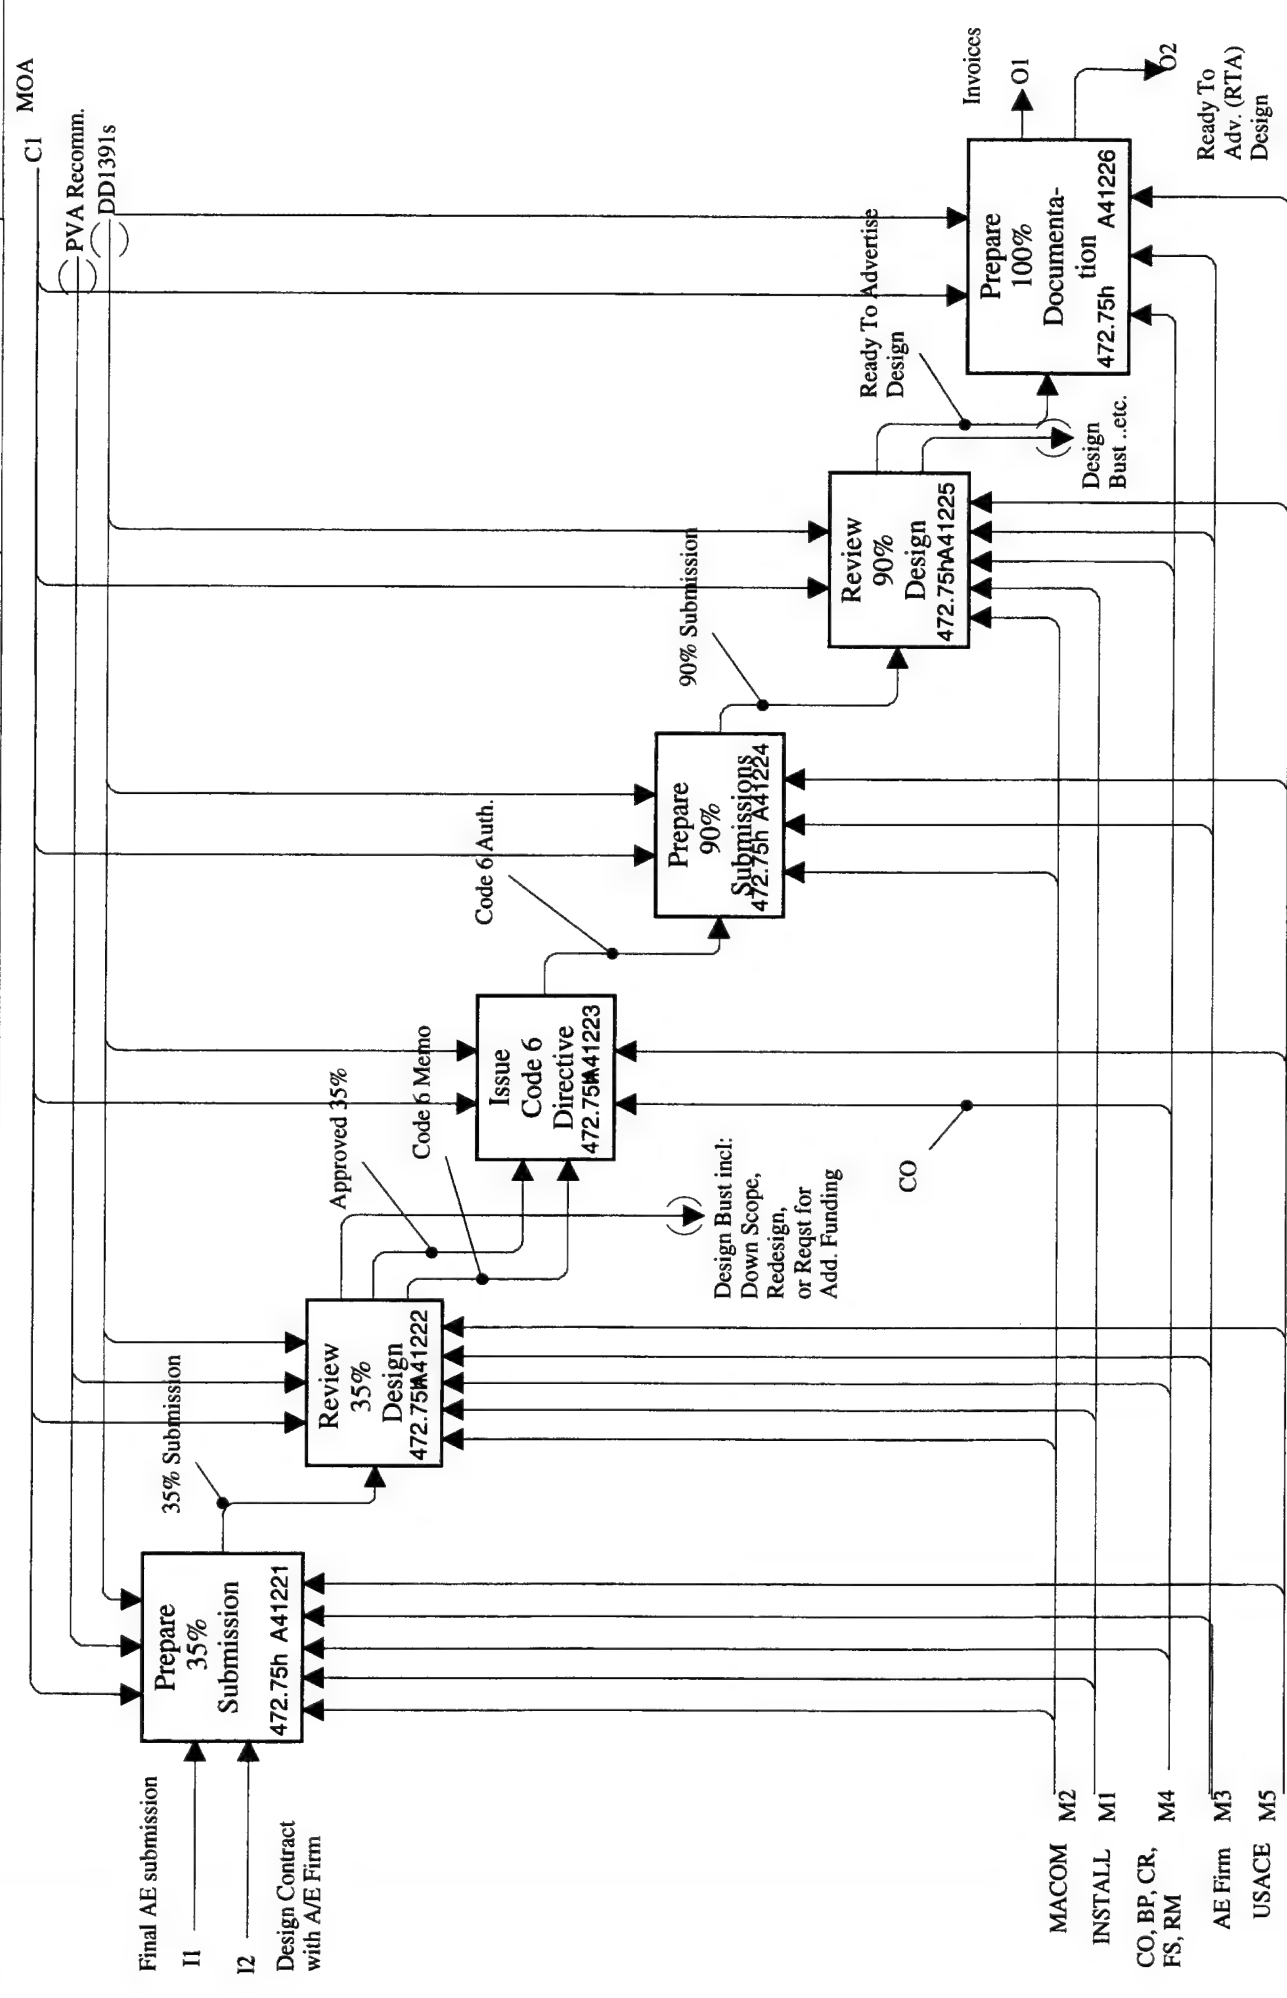 C1 MOA
PVA Recomm.
DD1391s
Final AE submission
I1
I2
Design Contract
with A/E Firm
Prepare
35%
Submission
472.75h A41221
35% Submission
Review
35%
Design
472.75h A41222
Approved 35%
Code 6 Memo
Design Bust incl:
Down Scope,
Redesign,
or Reqst for
Add. Funding
Issue
Code 6
Directive
472.75h A41223
CO
Code 6 Auth.
Prepare
90%
Submissions
472.75h A41224
90% Submission
Review
90%
Design
472.75hA41225
Ready To Advertise
Design
Design
Bust ..etc.
Prepare
100%
Documenta-
tion
472.75h A41226
Invoices
O1
O2
Ready To
Adv. (RTA)
Design
MACOM M2
INSTALL M1
CO, BP, CR, M4
FS, RM
AE Firm M3
USACE M5